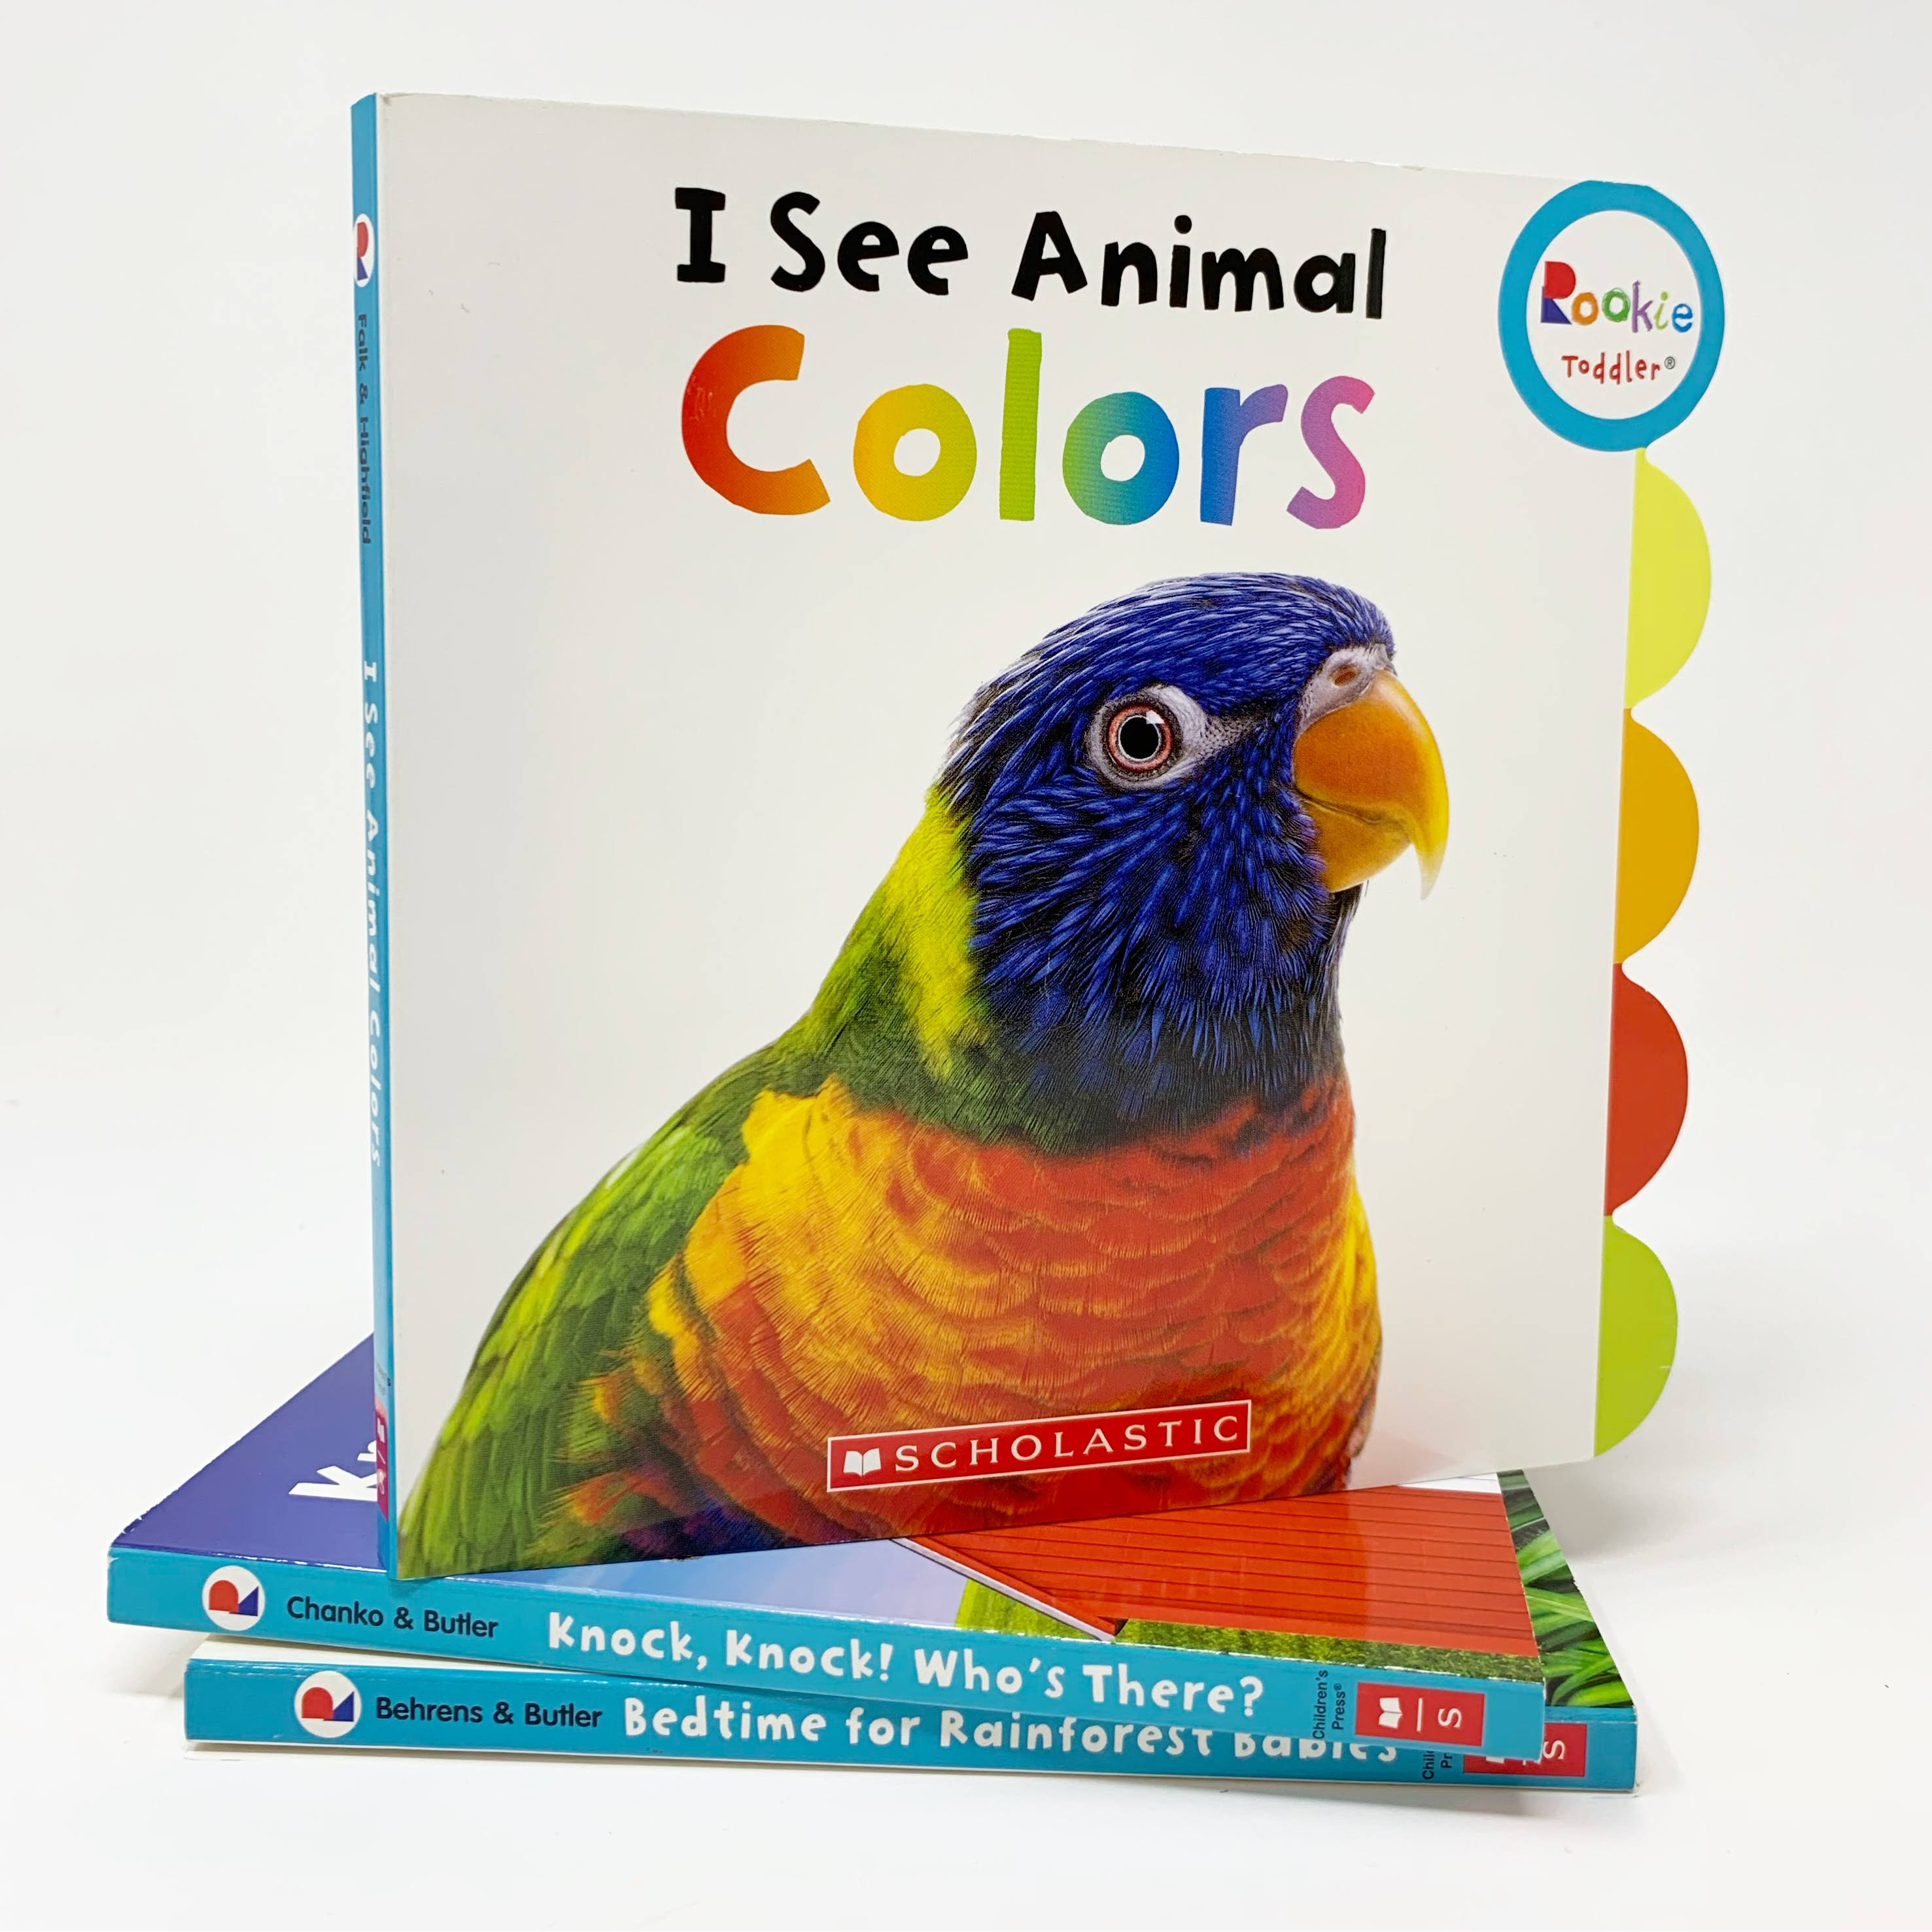 I See Animal
Colors
Rookie
Toddler®
SCHOLASTIC
Falk & Highfield I See Animal Colors
Chanko & Butler Knock, Knock! Who's There? Children's
Press® S
Behrens & Butler Bedtime for Rainforest Babies
S